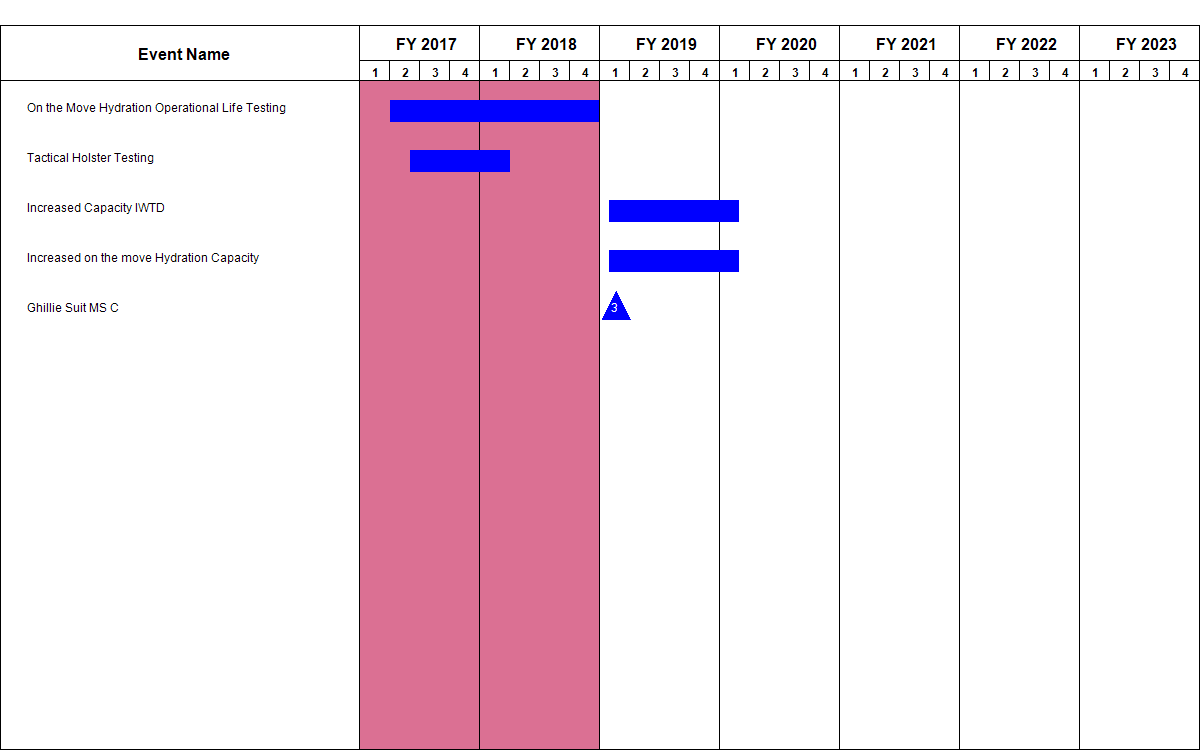 Event Name
FY 2017 FY 2018 FY 2019 FY 2020 FY 2021 FY 2022 FY 2023
1 2 3 4 1 2 3 4 1 2 3 4 1 2 3 4 1 2 3 4 1 2 3 4 1 2 3 4
On the Move Hydration Operational Life Testing
Tactical Holster Testing
Increased Capacity IWTD
Increased on the move Hydration Capacity
Ghillie Suit MS C
3